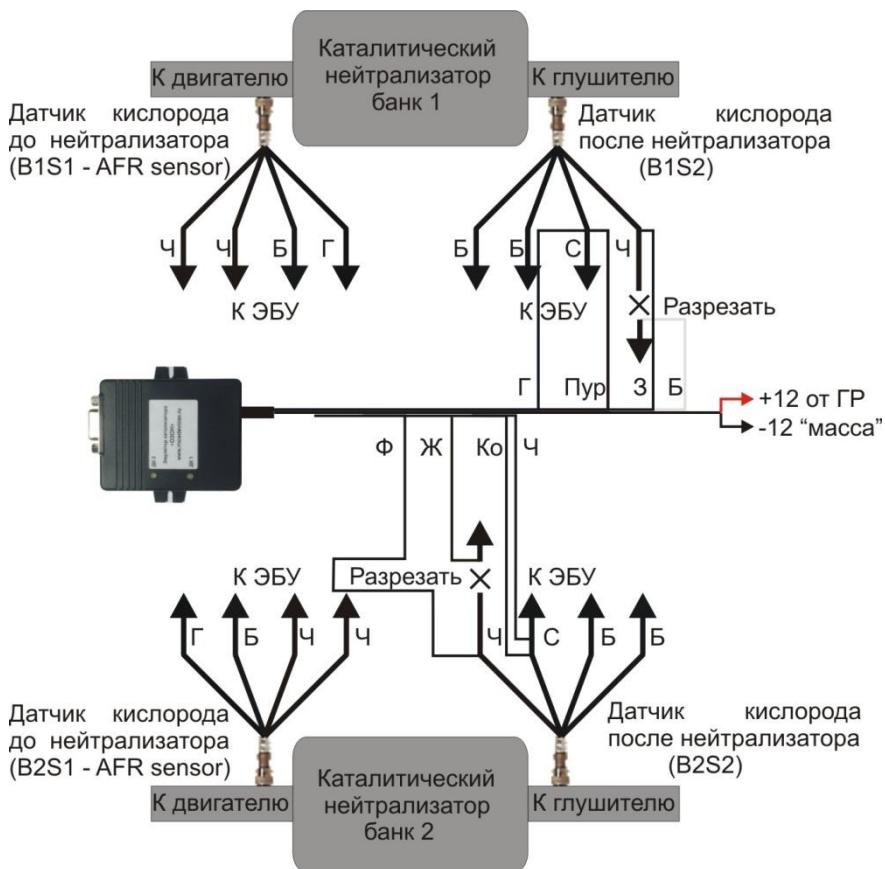 Каталитический
нейтрализатор
банк 1
К двигателю
К глушителю
Датчик кислорода
до нейтрализатора
(B1S1 - AFR sensor)
Датчик кислорода
после нейтрализатора
(B1S2)
Ч Ч Б Г
Б Б С Ч
К ЭБУ
К ЭБУ
Разрезать
Г Пур З Б
+12 от ГР
-12 “масса”
Ф Ж Ко Ч
К ЭБУ
Разрезать
К ЭБУ
Г Б Ч Ч
Ч С Б Б
Датчик кислорода
до нейтрализатора
(B2S1 - AFR sensor)
Датчик кислорода
после нейтрализатора
(B2S2)
К двигателю
Каталитический
нейтрализатор
банк 2
К глушителю